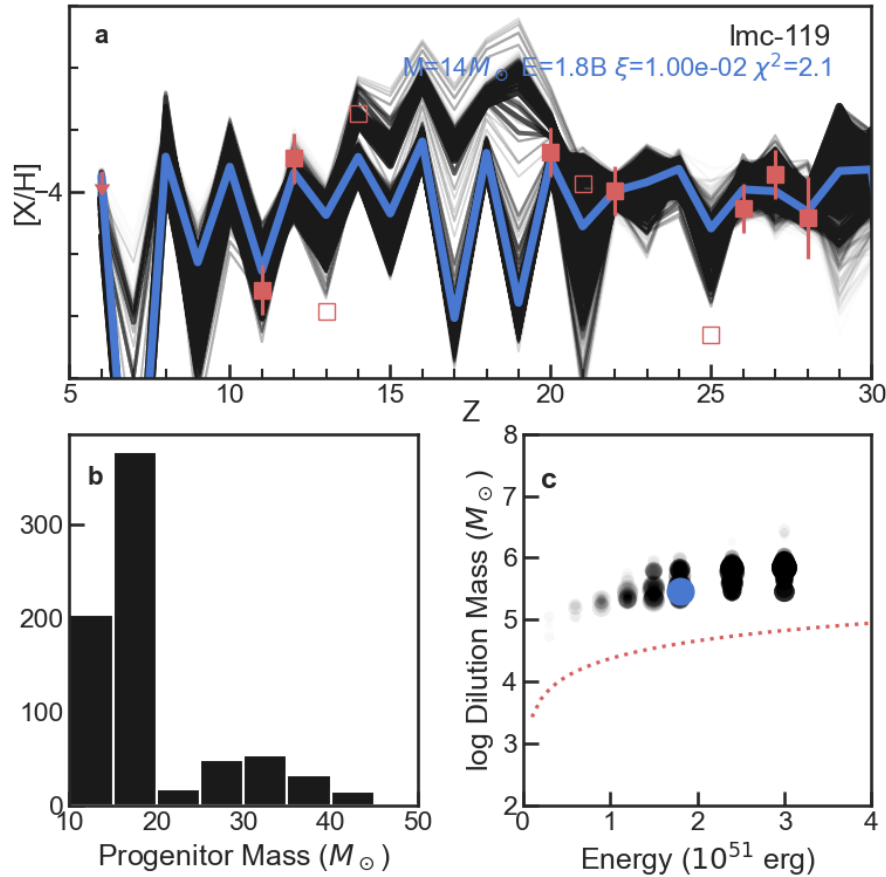 a
lmc-119
M=14M⊙ E=1.8B ξ=1.00e-02 χ²=2.1
[X/H]
−4
5 10 15 20 25 30
Z
b
300
200
100
0
10 20 30 40 50
Progenitor Mass (M⊙)
c
log Dilution Mass (M⊙)
8
7
6
5
4
3
2
0 1 2 3 4
Energy (10⁵¹ erg)